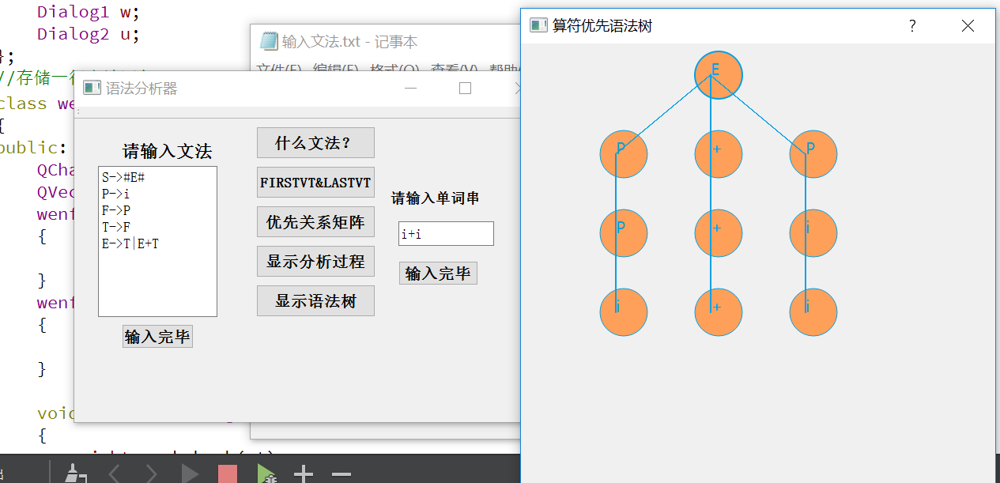 Dialog1 w;
Dialog2 u;
};
//存储一行
class we
{
public:
QCha
QVec
wenf
{
}
wenf
{
}
void
{
输入文法.txt - 记事本
文件(F) 编辑(E) 格式(O) 查看(V) 帮助(
语法分析器
请输入文法
S->#E#
P->i
F->P
T->F
E->T|E+T
输入完毕
什么文法?
FIRSTVT&LASTVT
优先关系矩阵
显示分析过程
显示语法树
请输入单词串
i+i
输入完毕
算符优先语法树
?
E
P + P
P + i
i + i
出